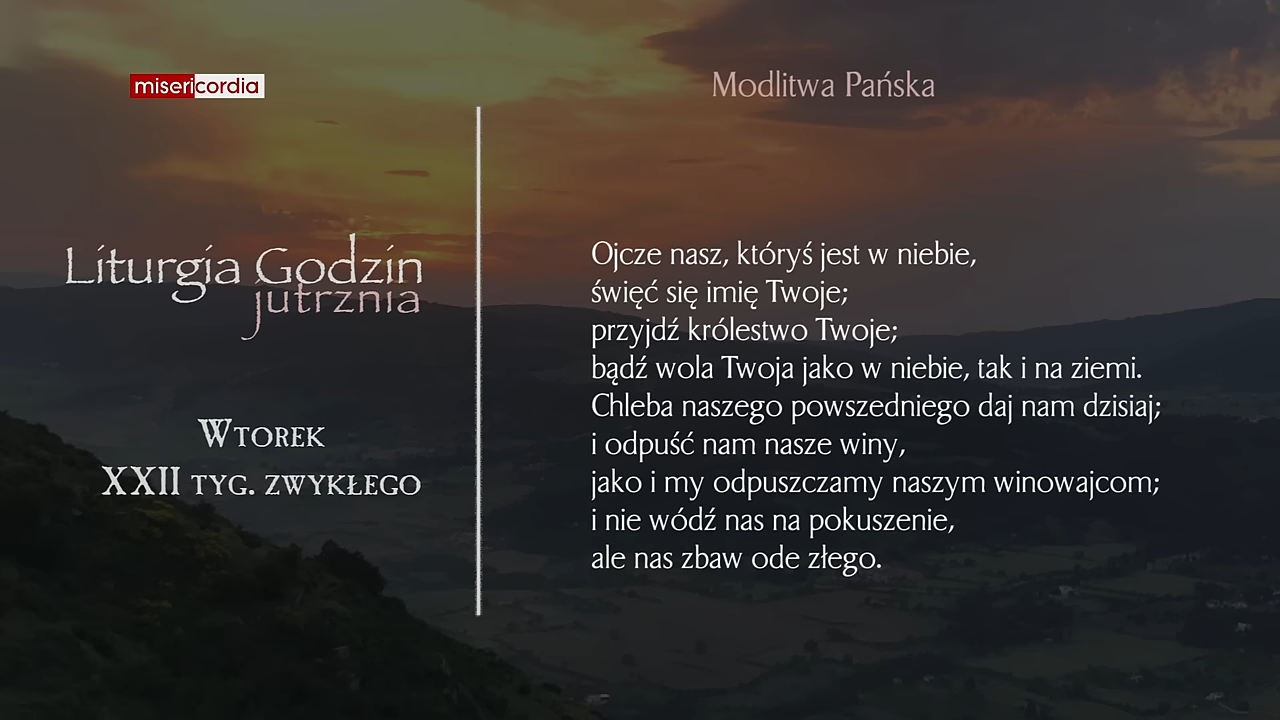 misericordia
Liturgia Godzin
jutrznia
Wtorek
XXII tyg. zwykłego
Modlitwa Pańska
Ojcze nasz, któryś jest w niebie,
święć się imię Twoje;
przyjdź królestwo Twoje;
bądź wola Twoja jako w niebie, tak i na ziemi.
Chleba naszego powszedniego daj nam dzisiaj;
i odpuść nam nasze winy,
jako i my odpuszczamy naszym winowajcom;
i nie wódź nas na pokuszenie,
ale nas zbaw ode złego.